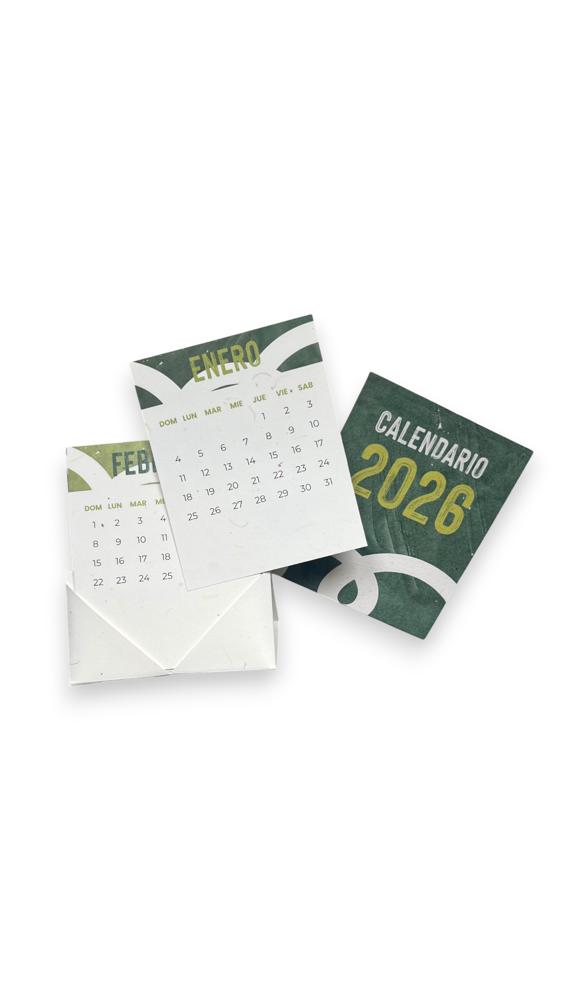 ENERO
DOM LUN MAR MIE JUE VIE SAB
1 2 3
4 5 6 7 8 9 10
11 12 13 14 15 16 17
18 19 20 21 22 23 24
25 26 27 28 29 30 31
CALENDARIO
2026
FEB
DOM LUN MAR MI
1 2 3 4
8 9 10 11
15 16 17 18
22 23 24 25